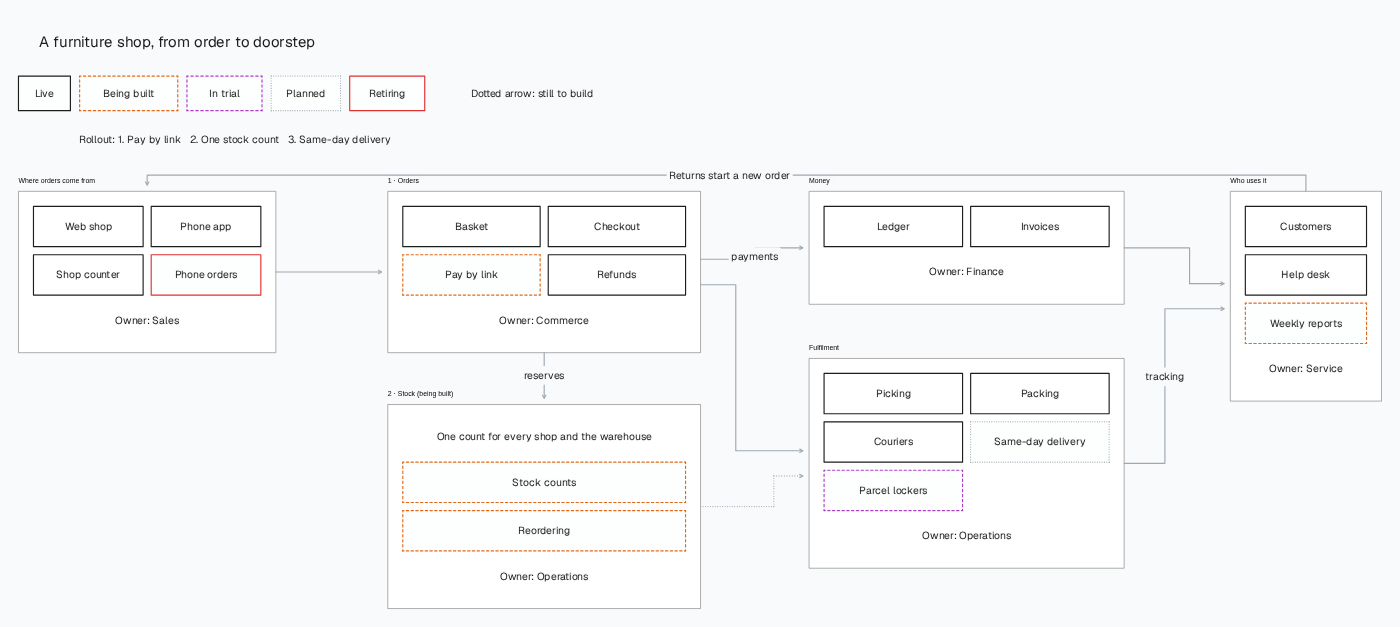 A furniture shop, from order to doorstep
Live
Being built
In trial
Planned
Retiring
Dotted arrow: still to build
Rollout: 1. Pay by link 2. One stock count 3. Same-day delivery
Returns start a new order
Where orders come from
Web shop
Phone app
Shop counter
Phone orders
Owner: Sales
1 · Orders
Basket
Checkout
Pay by link
Refunds
Owner: Commerce
payments
reserves
2 · Stock (being built)
One count for every shop and the warehouse
Stock counts
Reordering
Owner: Operations
Money
Ledger
Invoices
Owner: Finance
Fulfilment
Picking
Packing
Couriers
Same-day delivery
Parcel lockers
Owner: Operations
tracking
Who uses it
Customers
Help desk
Weekly reports
Owner: Service